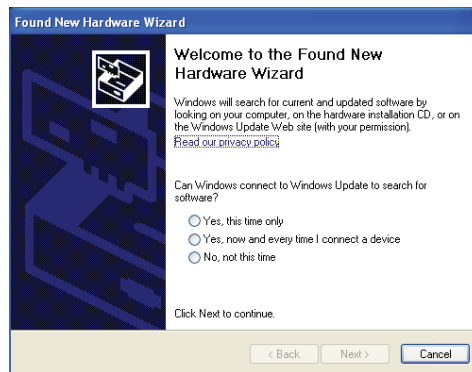 Found New Hardware Wizard
Welcome to the Found New
Hardware Wizard
Windows will search for current and updated software by
looking on your computer, on the hardware installation CD, or on
the Windows Update Web site (with your permission).
Read our privacy policy
Can Windows connect to Windows Update to search for
software?
Yes, this time only
Yes, now and every time I connect a device
No, not this time
Click Next to continue.
< Back Next > Cancel